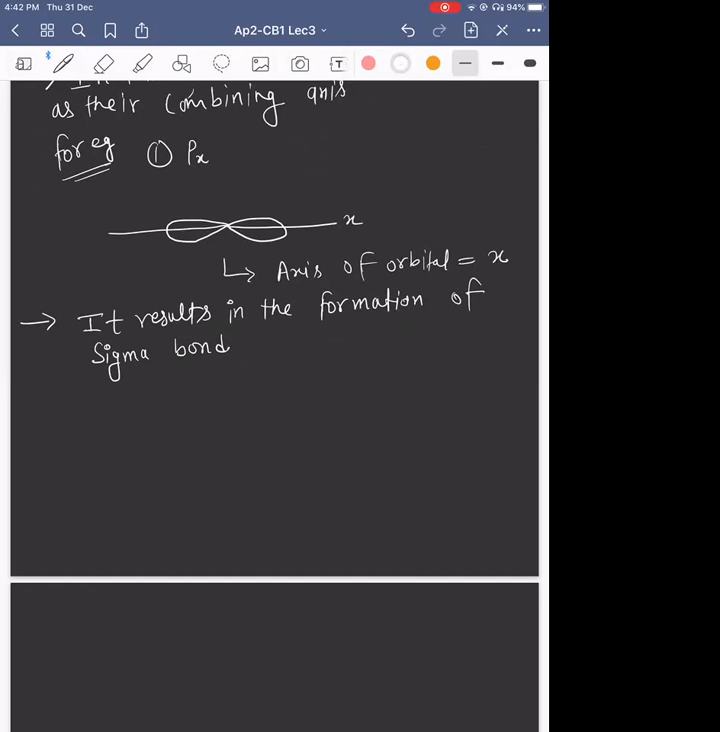 4:42 PM Thu 31 Dec
94%
Ap2-CB1 Lec3
T
as their combining axis
for eg ① Px
x
↳ Axis of orbital = x
→ It results in the formation of
Sigma bond